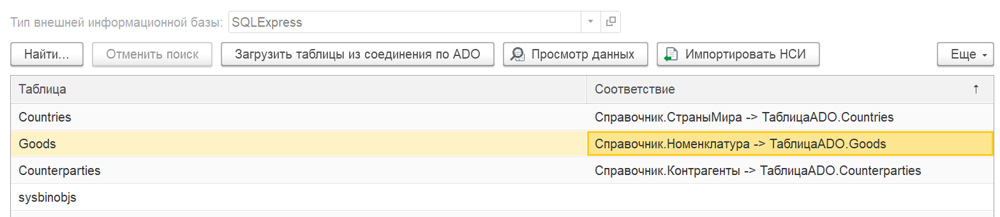 Тип внешней информационной базы: SQLExpress
Найти... Отменить поиск Загрузить таблицы из соединения по ADO Просмотр данных Импортировать НСИ Еще
Таблица Соответствие ↑
Countries Справочник.СтраныМира -> ТаблицаADO.Countries
Goods Справочник.Номенклатура -> ТаблицаADO.Goods
Counterparties Справочник.Контрагенты -> ТаблицаADO.Counterparties
sysbinobjs